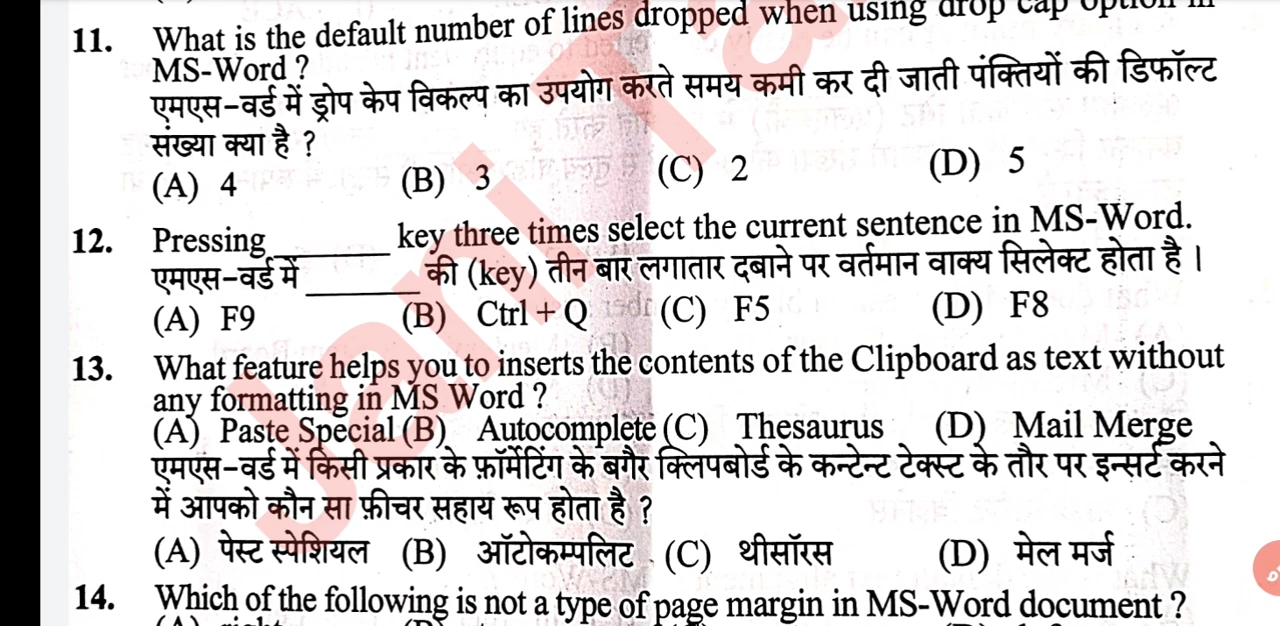 11. What is the default number of lines dropped when using drop cap option in
MS-Word ?
एमएस-वर्ड में ड्रोप केप विकल्प का उपयोग करते समय कमी कर दी जाती पंक्तियों की डिफॉल्ट
संख्या क्या है ?
(A) 4 (B) 3 (C) 2 (D) 5
12. Pressing ________ key three times select the current sentence in MS-Word.
एमएस-वर्ड में ________ की (key) तीन बार लगातार दबाने पर वर्तमान वाक्य सिलेक्ट होता है ।
(A) F9 (B) Ctrl + Q (C) F5 (D) F8
13. What feature helps you to inserts the contents of the Clipboard as text without
any formatting in MS Word ?
(A) Paste Special (B) Autocomplete (C) Thesaurus (D) Mail Merge
एमएस-वर्ड में किसी प्रकार के फ़ॉर्मेटिंग के बगैर क्लिपबोर्ड के कन्टेन्ट टेक्स्ट के तौर पर इन्सर्ट करने
में आपको कौन सा फ़ीचर सहाय रूप होता है ?
(A) पेस्ट स्पेशियल (B) ऑटोकम्पलिट (C) थीसॉरस (D) मेल मर्ज
14. Which of the following is not a type of page margin in MS-Word document ?
Jani Ta